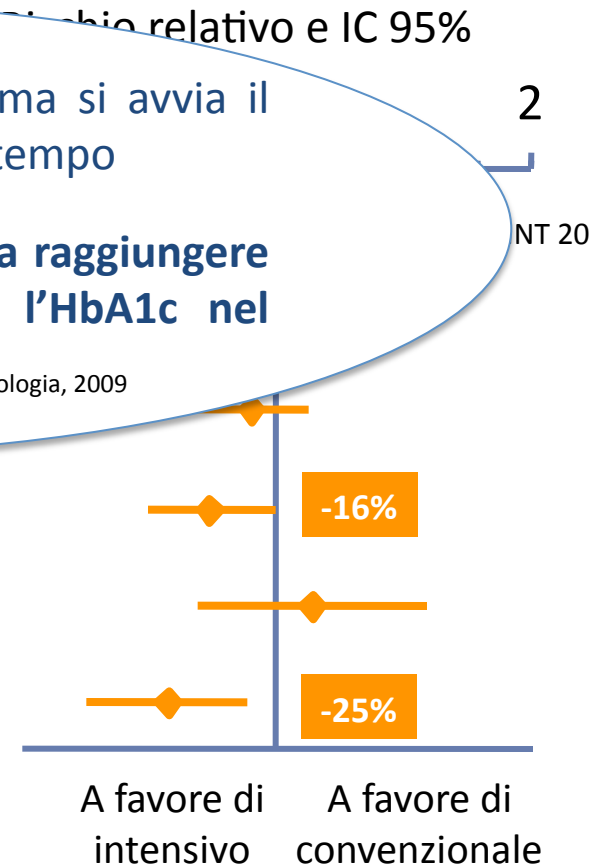 relativo e IC 95%
ma si avvia il
2
tempo
NT 20
a raggiungere
l'HbA1c nel
ologia, 2009
-16%
-25%
A favore di
intensivo
A favore di
convenzionale